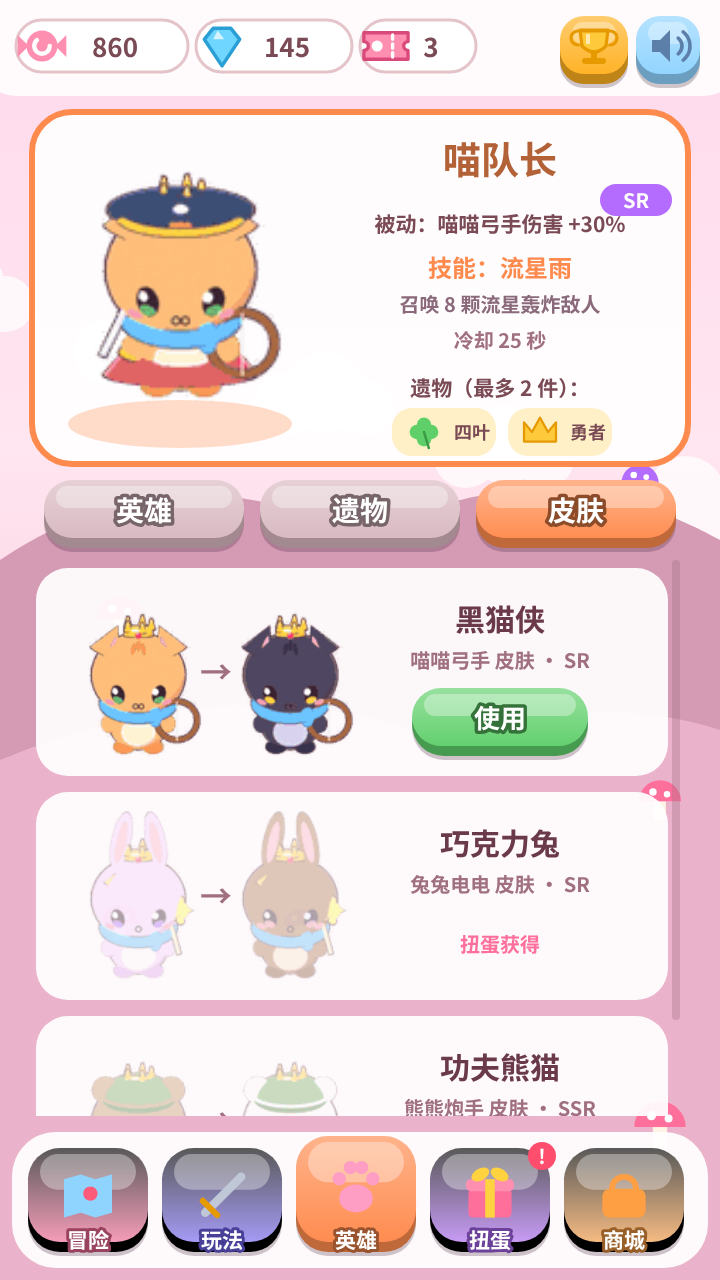 860
145
3
喵队长
SR
被动：喵喵弓手伤害 +30%
技能：流星雨
召唤 8 颗流星轰炸敌人
冷却 25 秒
遗物（最多 2 件）：
四叶
勇者
英雄
遗物
皮肤
黑猫侠
喵喵弓手 皮肤 · SR
使用
巧克力兔
兔兔电电 皮肤 · SR
扭蛋获得
功夫熊猫
熊熊炮手 皮肤 · SSR
!
冒险
玩法
英雄
扭蛋
商城